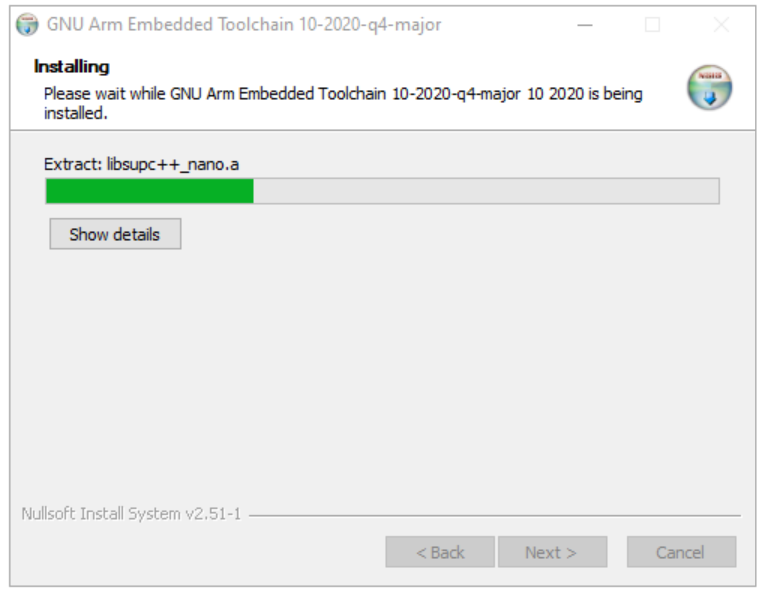 GNU Arm Embedded Toolchain 10-2020-q4-major
Installing
Please wait while GNU Arm Embedded Toolchain 10-2020-q4-major 10 2020 is being
installed.
Extract: libsupc++_nano.a
Show details
Nullsoft Install System v2.51-1
< Back Next > Cancel